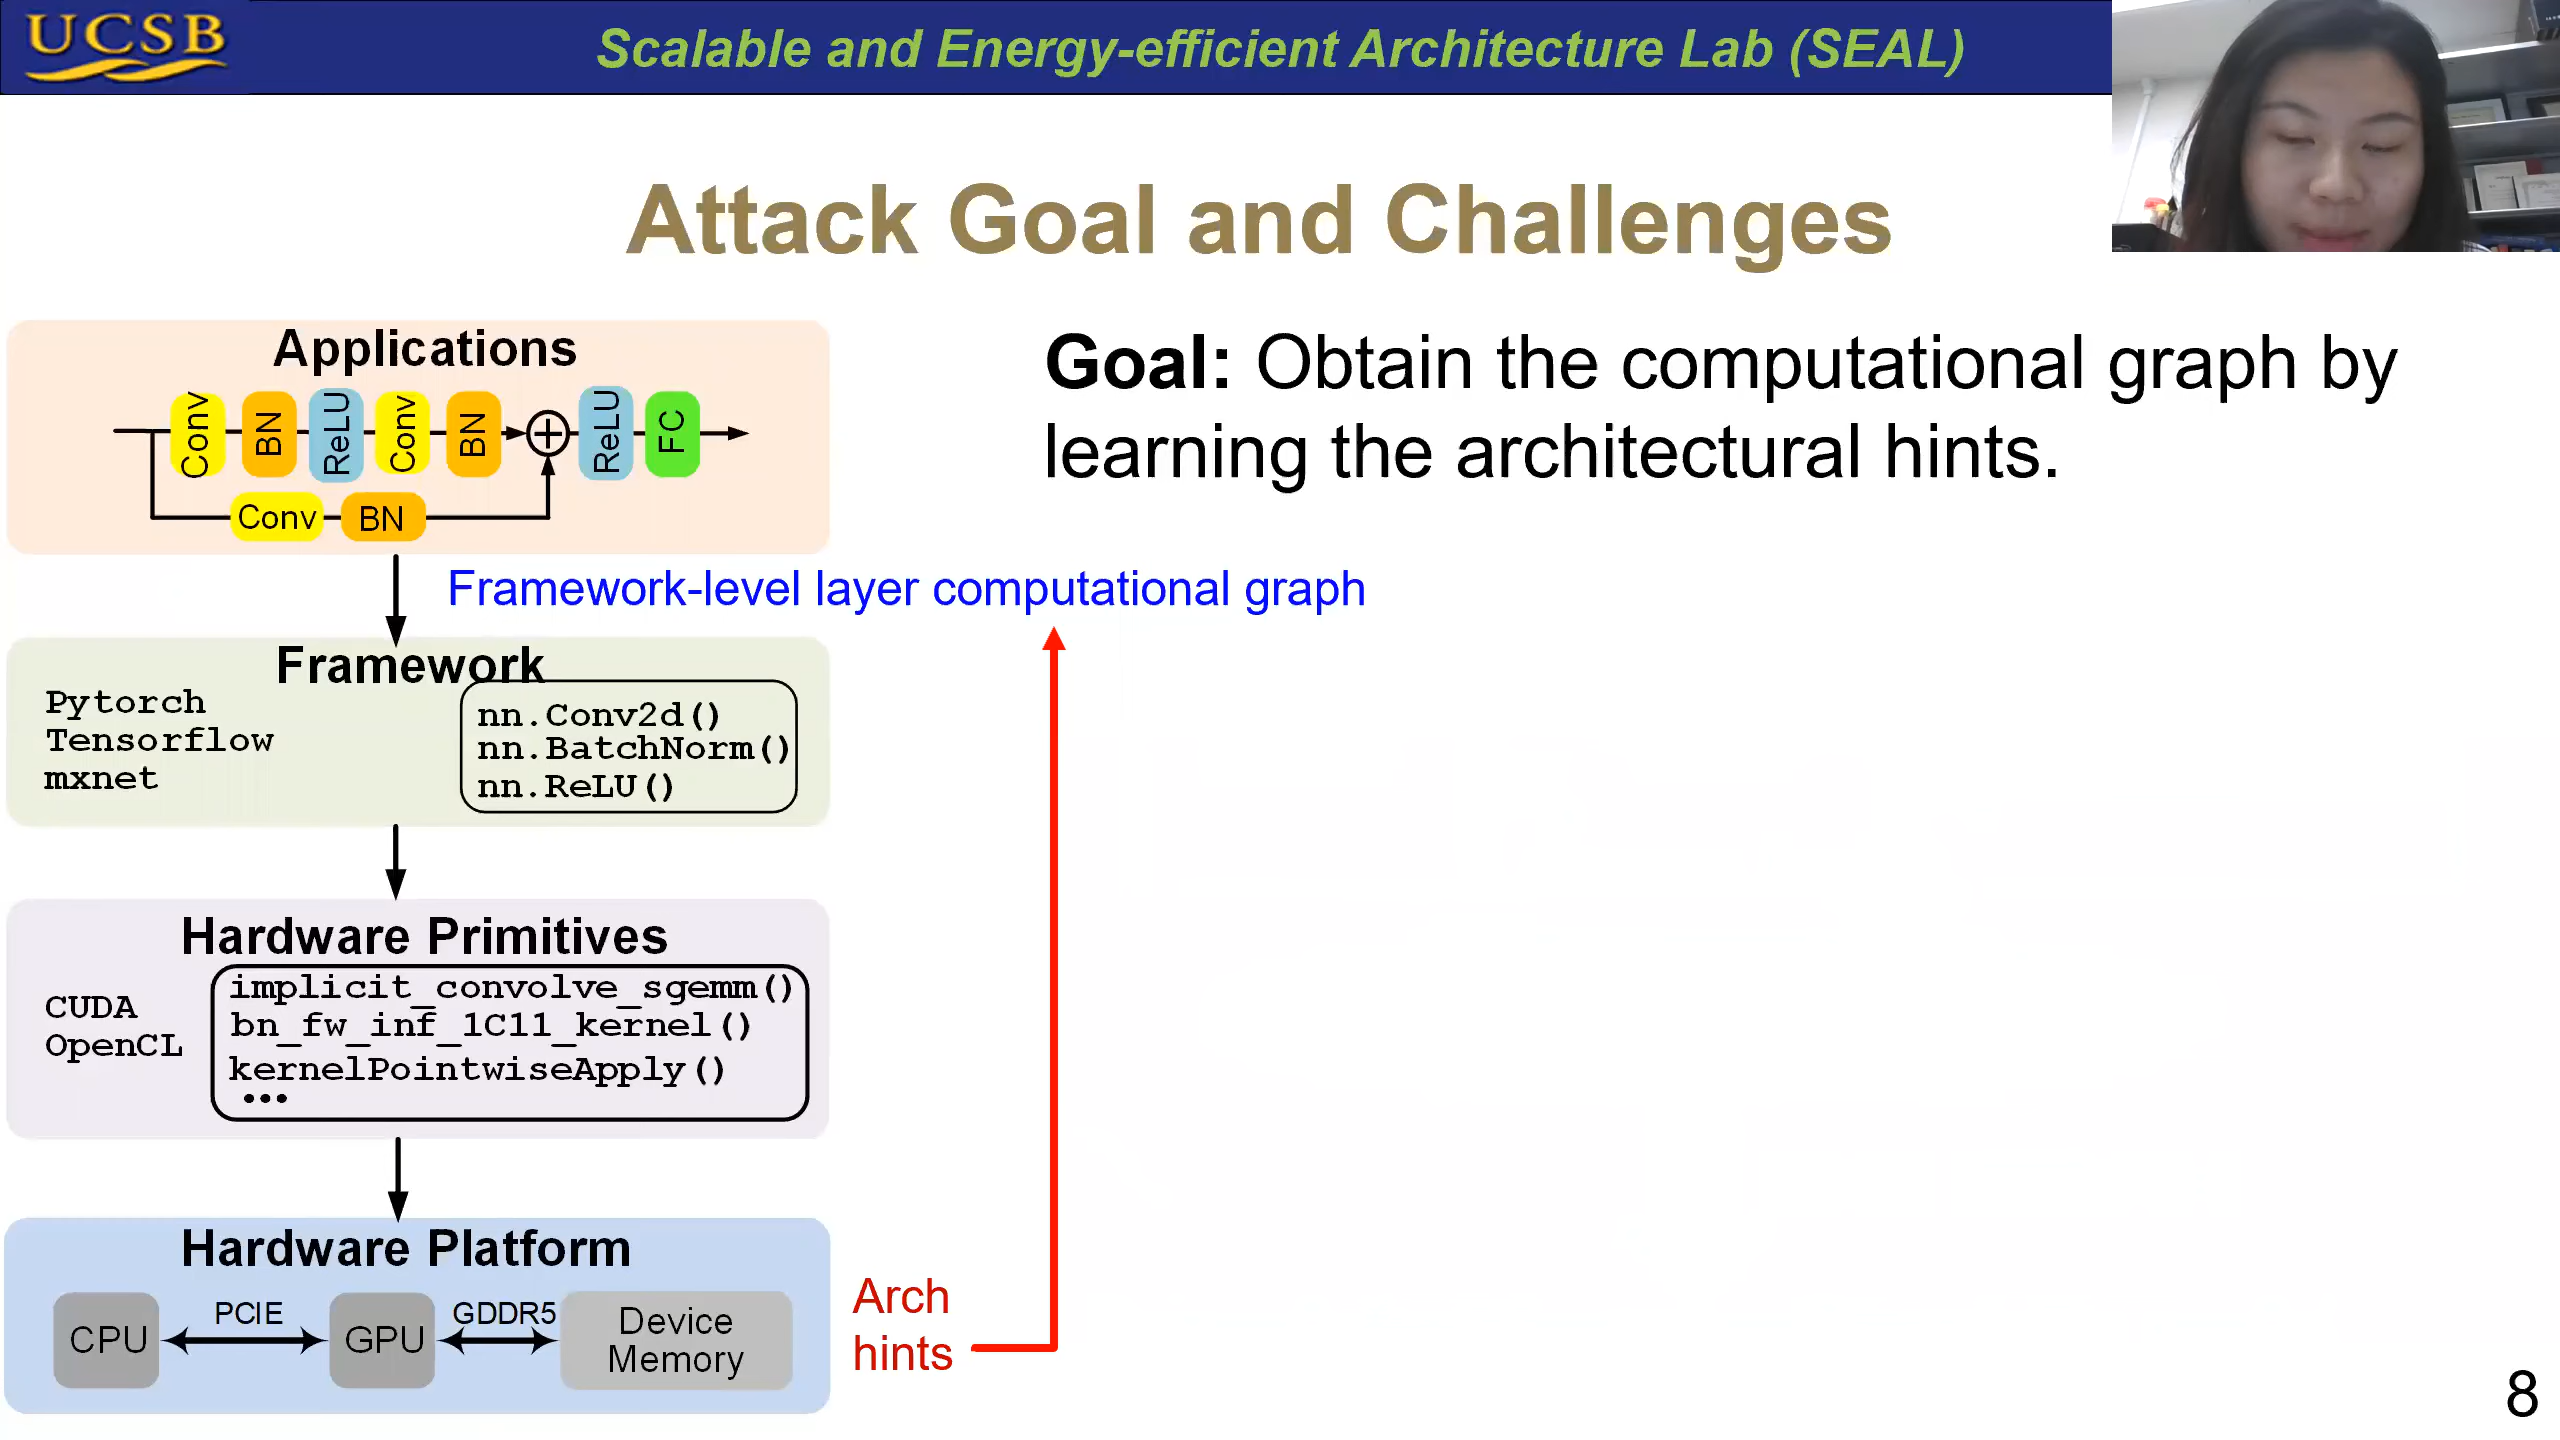 UCSB
Scalable and Energy-efficient Architecture Lab (SEAL)
Attack Goal and Challenges
Goal: Obtain the computational graph by
learning the architectural hints.
Applications
Conv
BN
ReLU
Conv
BN
ReLU
FC
Conv
BN
Framework-level layer computational graph
Framework
Pytorch
Tensorflow
mxnet
nn.Conv2d()
nn.BatchNorm()
nn.ReLU()
Hardware Primitives
CUDA
OpenCL
implicit_convolve_sgemm()
bn_fw_inf_1C11_kernel()
kernelPointwiseApply()
...
Hardware Platform
CPU
PCIE
GPU
GDDR5
Device
Memory
Arch
hints
8